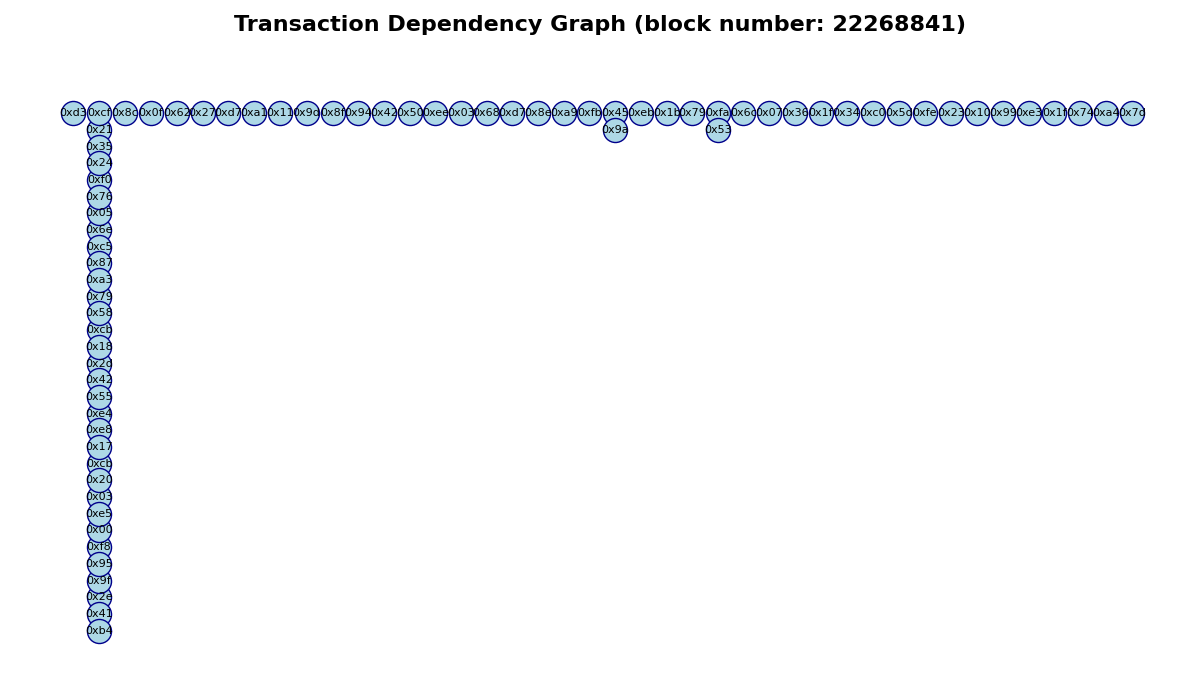 Transaction Dependency Graph (block number: 22268841)
0xd3 0xcf 0x8c 0x0f 0x62 0x27 0xd7 0xa1 0x11 0x9d 0x8f 0x94 0x42 0x50 0xee 0x03 0x68 0xd7 0x8e 0xa9 0xfb 0x45 0xeb 0x1b 0x79 0xfa 0x6c 0x07 0x36 0x1f 0x34 0xc0 0x5d 0xfe 0x23 0x10 0x99 0xe3 0x1f 0x74 0xa4 0x7c
0x21 0x9a 0x53
0x35
0x24
0xf0
0x76
0x05
0x6e
0xc5
0x87
0xa3
0x79
0x58
0xcb
0x18
0x2d
0x42
0x55
0xe4
0xe8
0x17
0xcb
0x20
0x03
0xe5
0x00
0xf8
0x95
0x9f
0x2e
0x41
0xb4